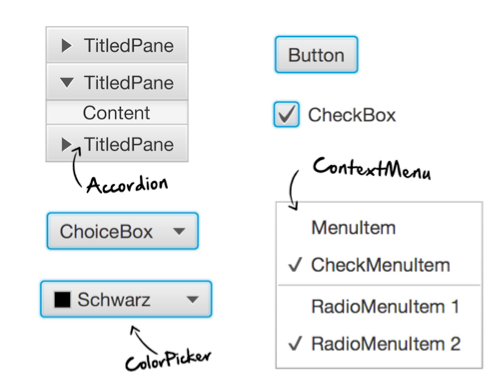 TitledPane
TitledPane
Content
TitledPane
Accordion
ChoiceBox
Schwarz
ColorPicker
Button
CheckBox
ContextMenu
MenuItem
CheckMenuItem
RadioMenuItem 1
RadioMenuItem 2